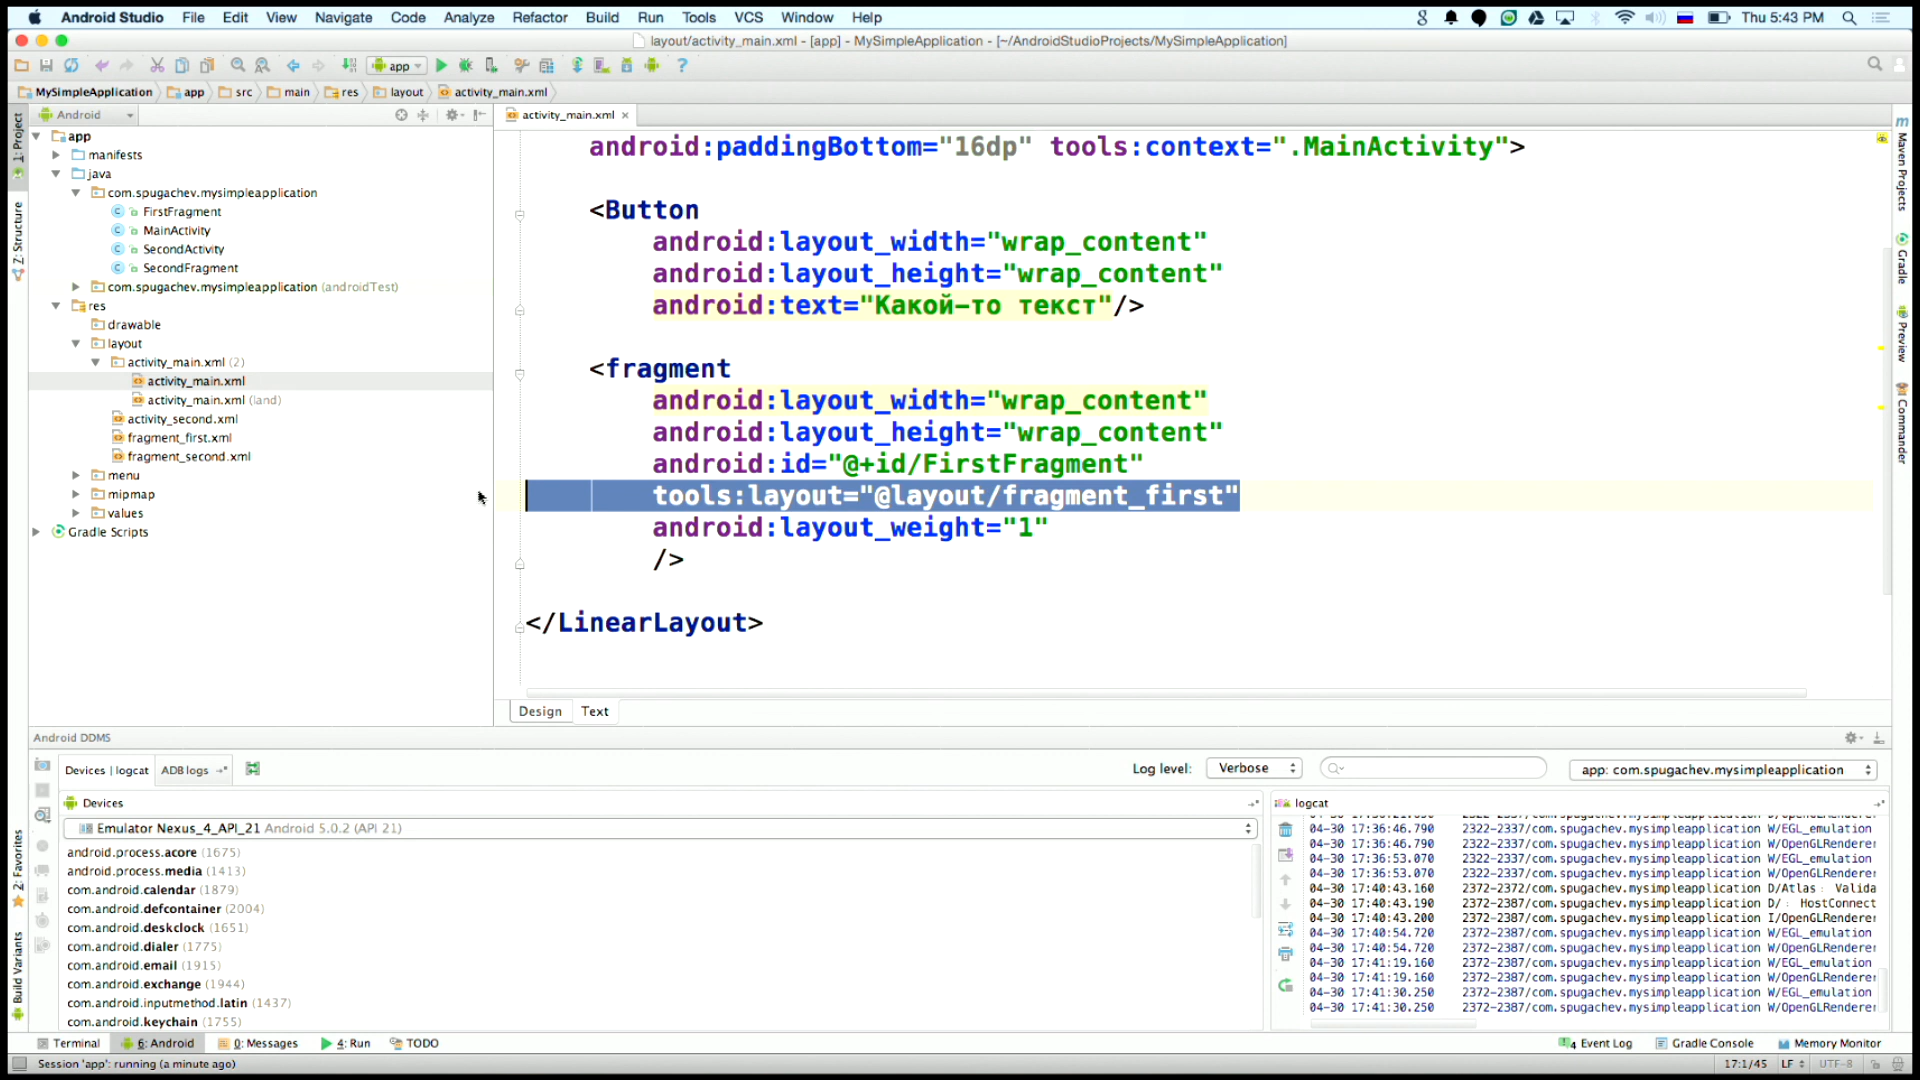 Android Studio File Edit View Navigate Code Analyze Refactor Build Run Tools VCS Window Help
Thu 5:43 PM
layout/activity_main.xml - [app] - MySimpleApplication - [~/AndroidStudioProjects/MySimpleApplication]
app
MySimpleApplication app src main res layout activity_main.xml
Android
activity_main.xml
1: Project
Z: Structure
2: Favorites
Build Variants
app
manifests
java
com.spugachev.mysimpleapplication
FirstFragment
MainActivity
SecondActivity
SecondFragment
com.spugachev.mysimpleapplication (androidTest)
res
drawable
layout
activity_main.xml (2)
activity_main.xml
activity_main.xml (land)
activity_second.xml
fragment_first.xml
fragment_second.xml
menu
mipmap
values
Gradle Scripts
android:paddingBottom="16dp" tools:context=".MainActivity">
<Button
android:layout_width="wrap_content"
android:layout_height="wrap_content"
android:text="Какой-то текст"/>
<fragment
android:layout_width="wrap_content"
android:layout_height="wrap_content"
android:id="@+id/FirstFragment"
tools:layout="@layout/fragment_first"
android:layout_weight="1"
/>
</LinearLayout>
Maven Projects
Gradle
Preview
Commander
Design Text
Android DDMS
Devices | logcat ADB logs
Log level: Verbose
app: com.spugachev.mysimpleapplication
Devices
Emulator Nexus_4_API_21 Android 5.0.2 (API 21)
android.process.acore (1675)
android.process.media (1413)
com.android.calendar (1879)
com.android.defcontainer (2004)
com.android.deskclock (1651)
com.android.dialer (1775)
com.android.email (1915)
com.android.exchange (1944)
com.android.inputmethod.latin (1437)
com.android.keychain (1755)
logcat
04-30 17:36:46.790 2322-2337/com.spugachev.mysimpleapplication W/EGL_emulation
04-30 17:36:46.790 2322-2337/com.spugachev.mysimpleapplication W/OpenGLRenderer
04-30 17:36:53.070 2322-2337/com.spugachev.mysimpleapplication W/EGL_emulation
04-30 17:36:53.070 2322-2337/com.spugachev.mysimpleapplication W/OpenGLRenderer
04-30 17:40:43.160 2372-2372/com.spugachev.mysimpleapplication D/Atlas: Valida
04-30 17:40:43.190 2372-2387/com.spugachev.mysimpleapplication D/: HostConnect
04-30 17:40:43.200 2372-2387/com.spugachev.mysimpleapplication I/OpenGLRenderer
04-30 17:40:54.720 2372-2387/com.spugachev.mysimpleapplication W/EGL_emulation
04-30 17:40:54.720 2372-2387/com.spugachev.mysimpleapplication W/OpenGLRenderer
04-30 17:41:19.160 2372-2387/com.spugachev.mysimpleapplication W/EGL_emulation
04-30 17:41:19.160 2372-2387/com.spugachev.mysimpleapplication W/OpenGLRenderer
04-30 17:41:30.250 2372-2387/com.spugachev.mysimpleapplication W/EGL_emulation
04-30 17:41:30.250 2372-2387/com.spugachev.mysimpleapplication W/OpenGLRenderer
Terminal 6: Android 0: Messages 4: Run TODO
4 Event Log Gradle Console Memory Monitor
Session 'app': running (a minute ago)
17:1/45 LF UTF-8